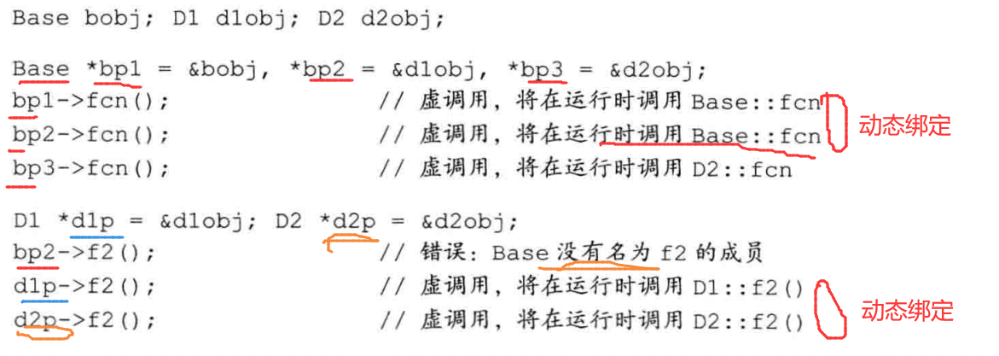 Base bobj; D1 d1obj; D2 d2obj;
Base *bp1 = &bobj, *bp2 = &d1obj, *bp3 = &d2obj;
bp1->fcn(); // 虚调用，将在运行时调用 Base::fcn
动态绑定
bp2->fcn(); // 虚调用，将在运行时调用 Base::fcn
bp3->fcn(); // 虚调用，将在运行时调用 D2::fcn
D1 *d1p = &d1obj; D2 *d2p = &d2obj;
bp2->f2(); // 错误：Base 没有名为 f2 的成员
d1p->f2(); // 虚调用，将在运行时调用 D1::f2()
动态绑定
d2p->f2(); // 虚调用，将在运行时调用 D2::f2()